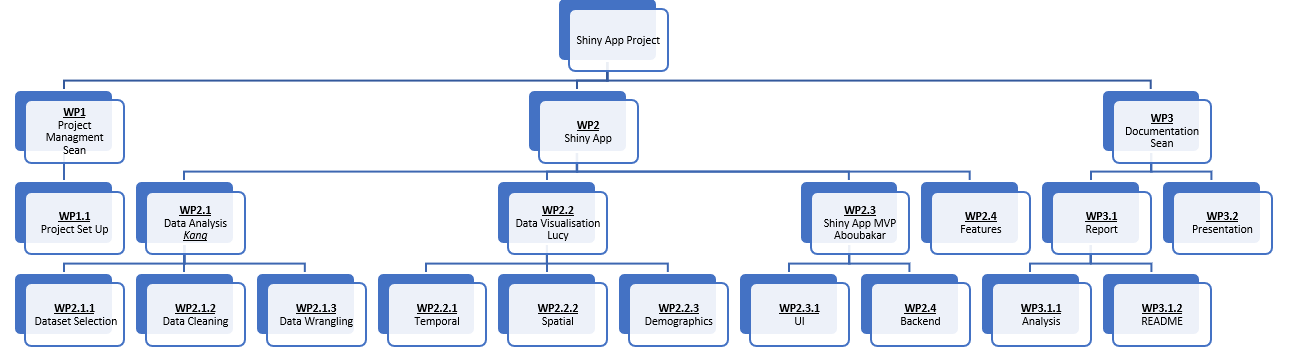 Shiny App Project
WP1
Project
Managment
Sean
WP2
Shiny App
WP3
Documentation
Sean
WP1.1
Project Set Up
WP2.1
Data Analysis
Kang
WP2.2
Data Visualisation
Lucy
WP2.3
Shiny App MVP
Aboubakar
WP2.4
Features
WP3.1
Report
WP3.2
Presentation
WP2.1.1
Dataset Selection
WP2.1.2
Data Cleaning
WP2.1.3
Data Wrangling
WP2.2.1
Temporal
WP2.2.2
Spatial
WP2.2.3
Demographics
WP2.3.1
UI
WP2.4
Backend
WP3.1.1
Analysis
WP3.1.2
README